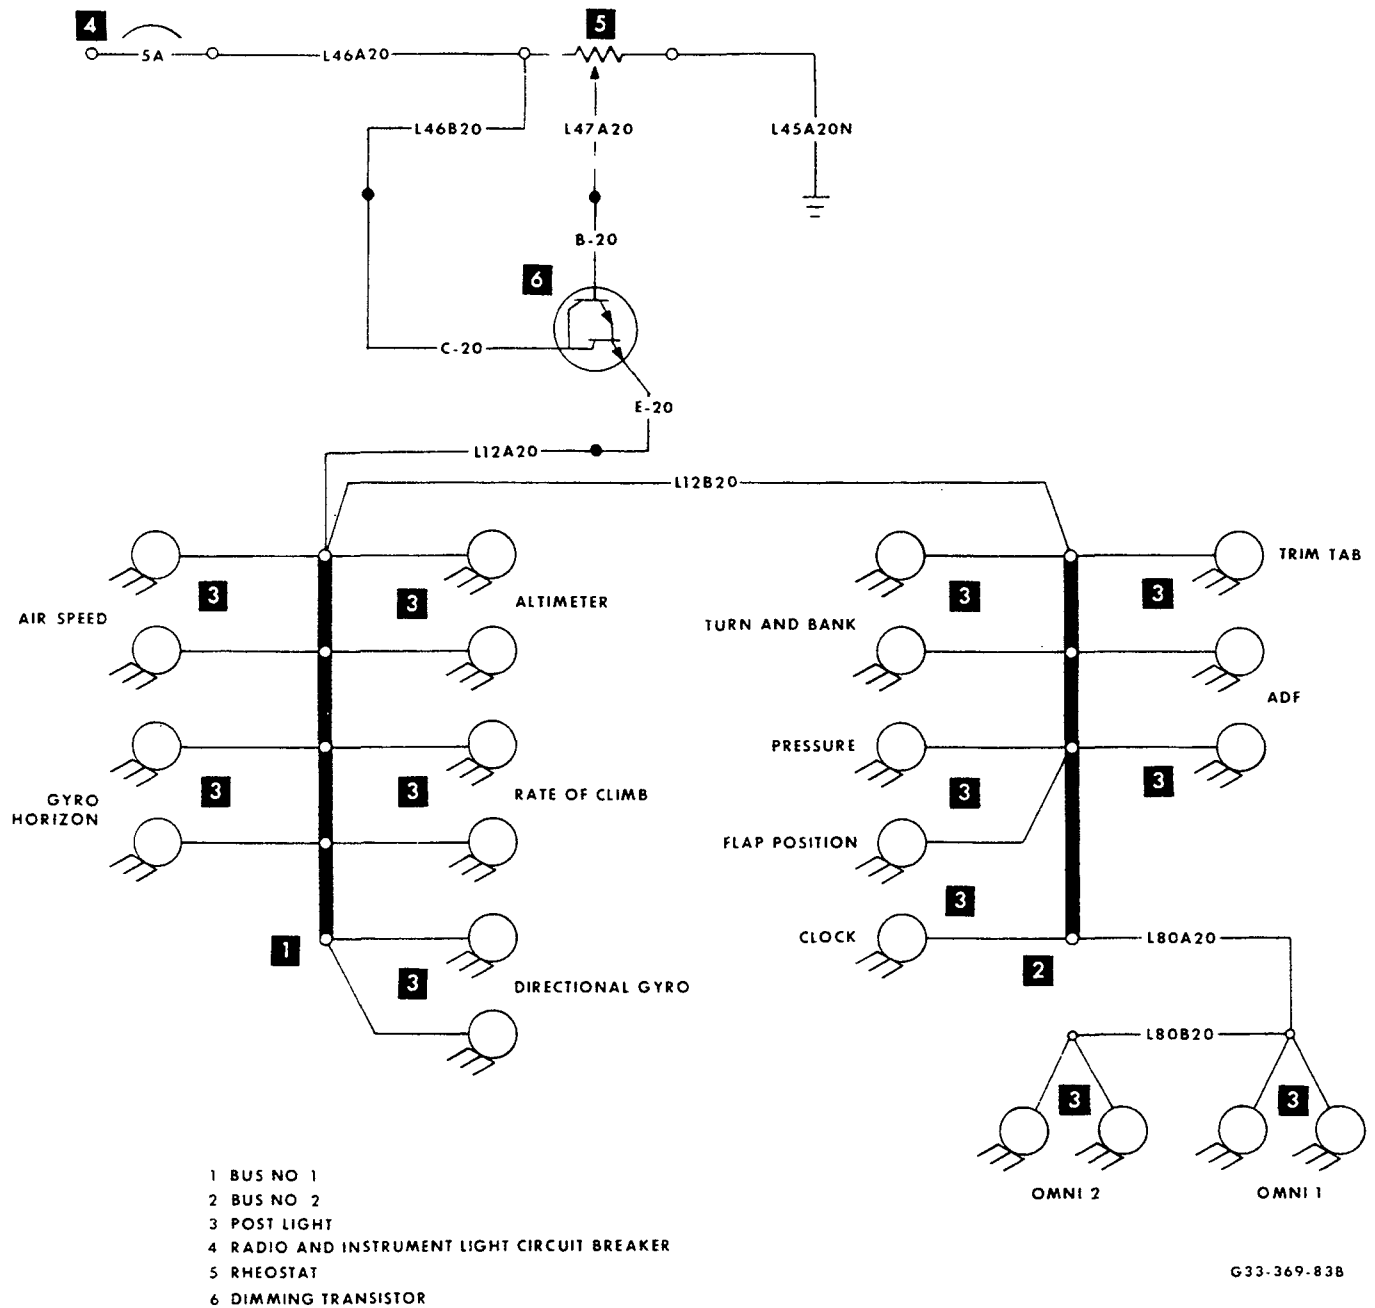 4
5
5A
L46A20
L46B20
L47A20
L45A20N
B-20
6
C-20
E-20
L12A20
L12B20
TRIM TAB
3
3
3
3
AIR SPEED
ALTIMETER
TURN AND BANK
ADF
PRESSURE
3
3
3
3
GYRO
HORIZON
RATE OF CLIMB
FLAP POSITION
3
CLOCK
L80A20
1
3
2
DIRECTIONAL GYRO
L80B20
3
3
OMNI 2
OMNI 1
1 BUS NO 1
2 BUS NO 2
3 POST LIGHT
4 RADIO AND INSTRUMENT LIGHT CIRCUIT BREAKER
5 RHEOSTAT
6 DIMMING TRANSISTOR
G33-369-83B